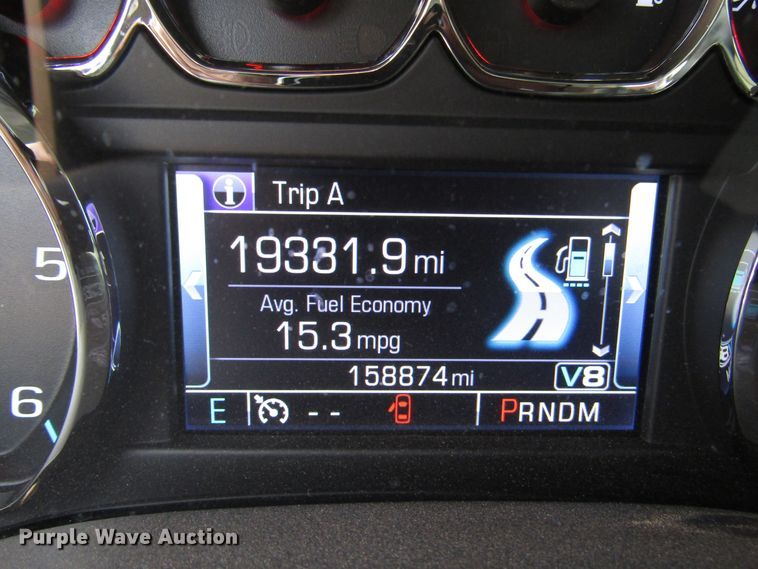 Trip A
19331.9 mi
Avg. Fuel Economy
15.3 mpg
158874 mi V8
E -- PRNDM
5
6
Purple Wave Auction